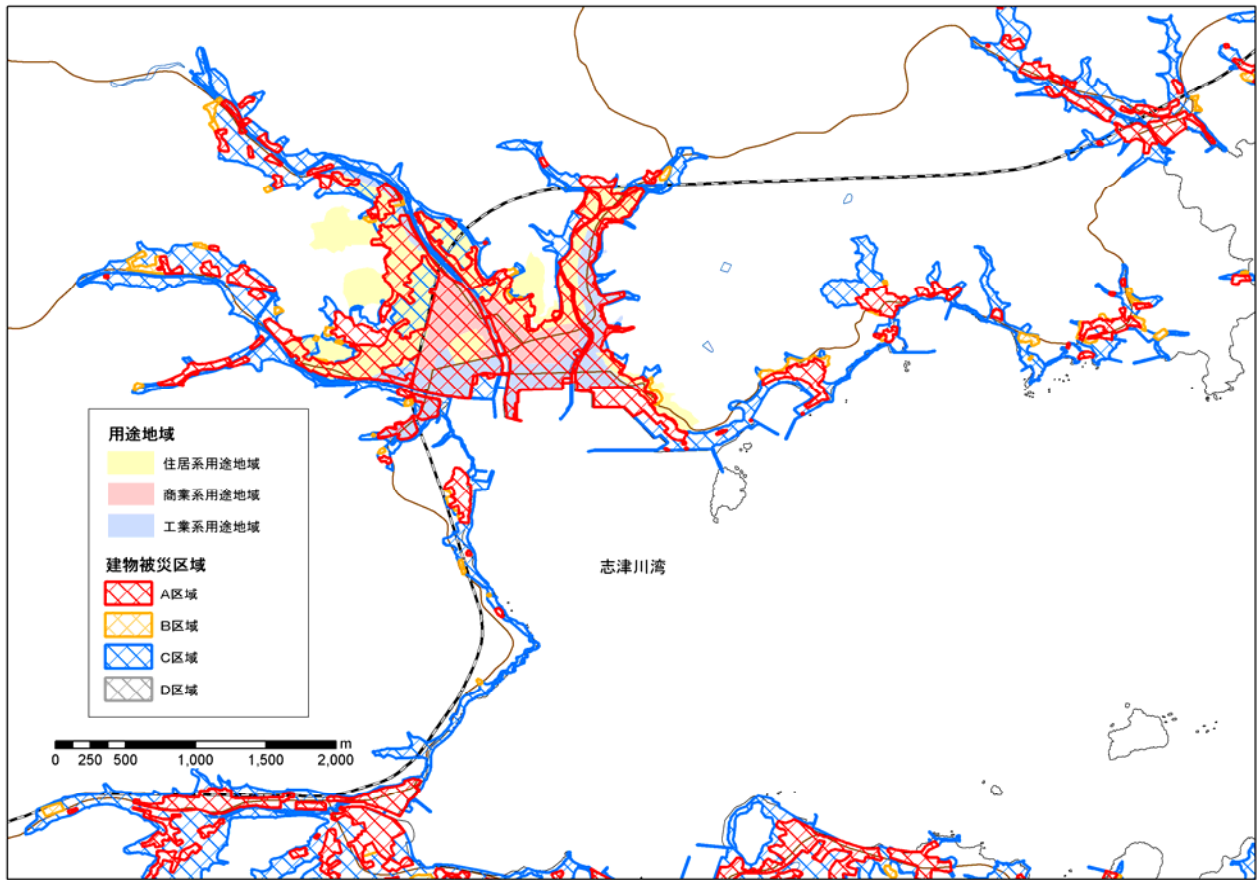 志津川湾
用途地域
住居系用途地域
商業系用途地域
工業系用途地域
建物被災区域
A区域
B区域
C区域
D区域
m
0 250 500 1,000 1,500 2,000